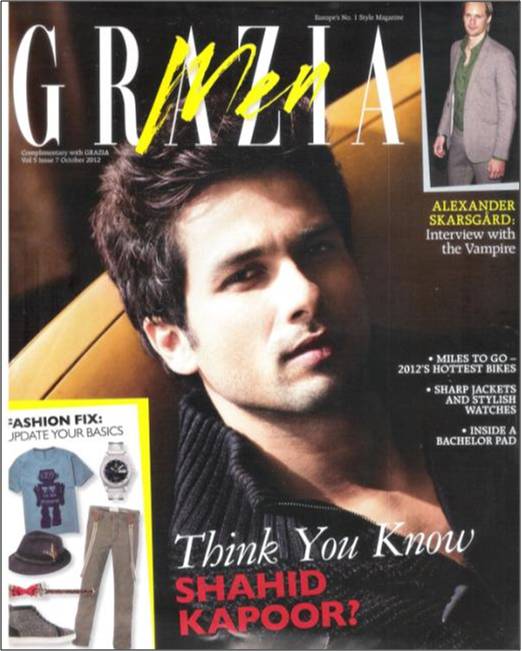 Europe's No. 1 Style Magazine
GRAZIA
Men
Complimentary with GRAZIA
Vol 5 Issue 7 October 2012
ALEXANDER
SKARSGÅRD:
Interview with
the Vampire
• MILES TO GO –
2012'S HOTTEST BIKES
• SHARP JACKETS
AND STYLISH
WATCHES
• INSIDE A
BACHELOR PAD
FASHION FIX:
UPDATE YOUR BASICS
Think You Know
SHAHID
KAPOOR?